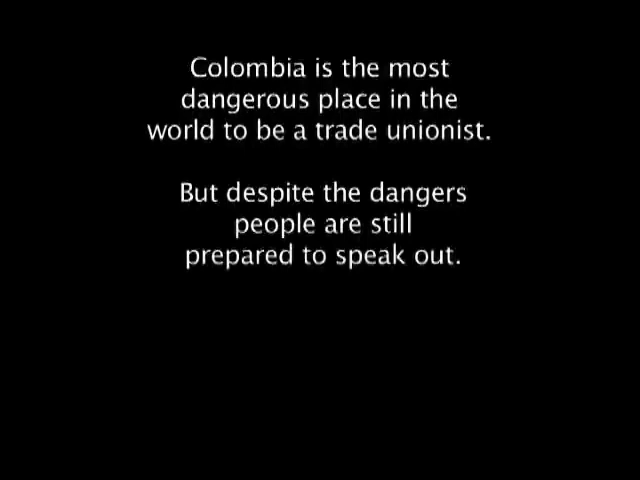 Colombia is the most
dangerous place in the
world to be a trade unionist.
But despite the dangers
people are still
prepared to speak out.